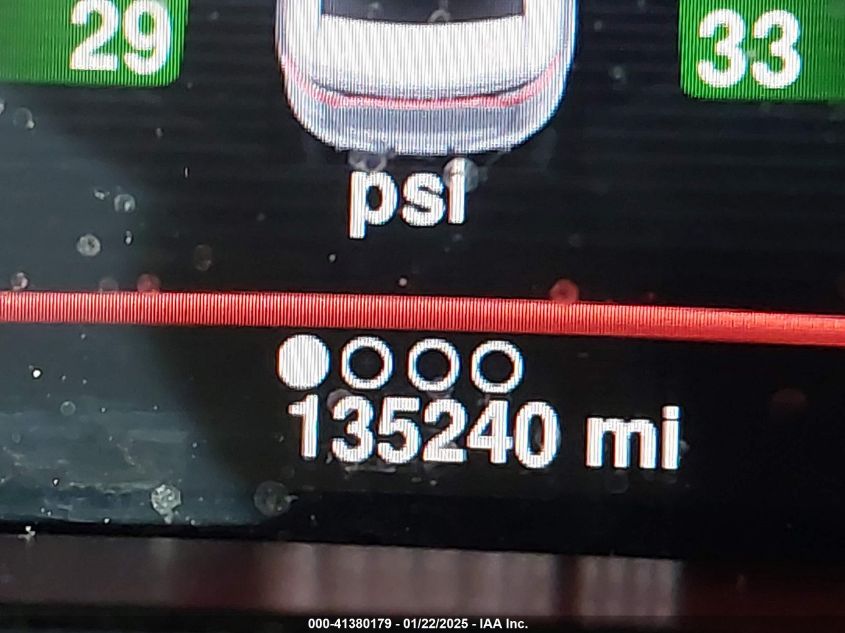 29 33
psi
135240 mi
000-41380179 - 01/22/2025 - IAA Inc.